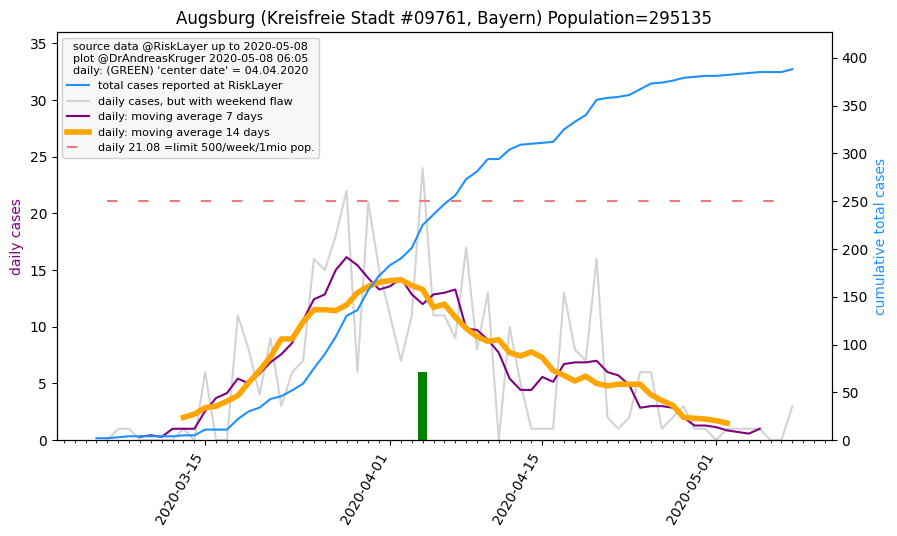 Augsburg (Kreisfreie Stadt #09761, Bayern) Population=295135
source data @RiskLayer up to 2020-05-08
plot @DrAndreasKruger 2020-05-08 06:05
daily: (GREEN) 'center date' = 04.04.2020
total cases reported at RiskLayer
daily cases, but with weekend flaw
daily: moving average 7 days
daily: moving average 14 days
daily 21.08 =limit 500/week/1mio pop.
daily cases
35
30
25
20
15
10
5
0
cumulative total cases
400
350
300
250
200
150
100
50
0
2020-03-15
2020-04-01
2020-04-15
2020-05-01